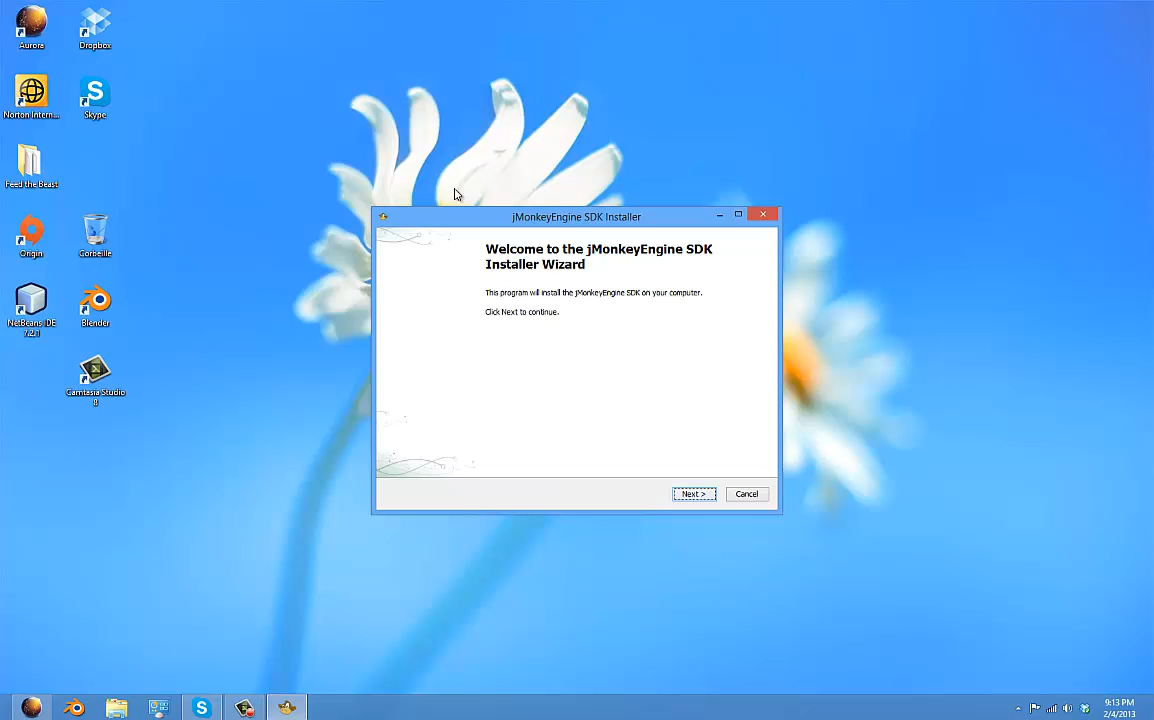 Aurora
Dropbox
Norton Intern...
Skype
Feed the Beast
Origin
Corbeille
NetBeans IDE
7.2.1
Blender
Camtasia Studio
8
jMonkeyEngine SDK Installer
Welcome to the jMonkeyEngine SDK
Installer Wizard
This program will install the jMonkeyEngine SDK on your computer.
Click Next to continue.
Next >
Cancel
9:13 PM
2/4/2013